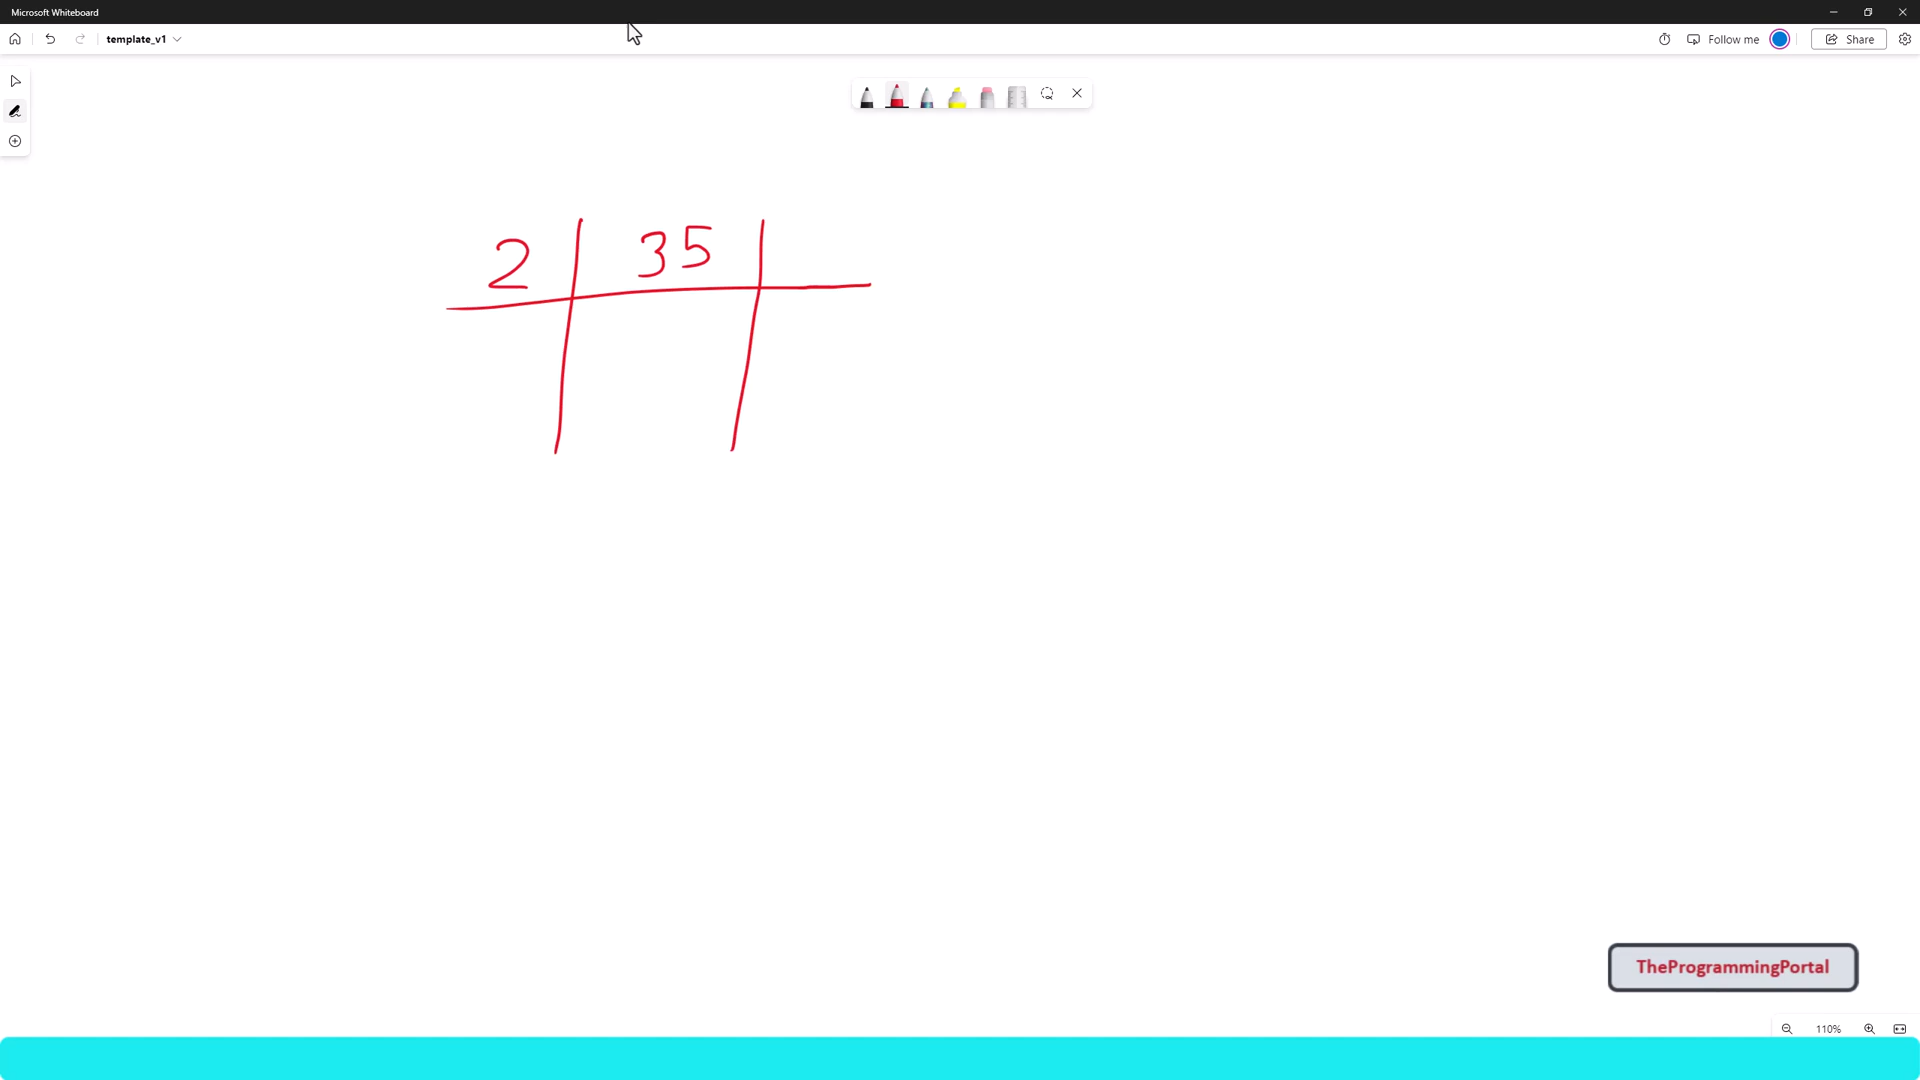 Microsoft Whiteboard
template_v1
Follow me
Share
2 35
TheProgrammingPortal
110%